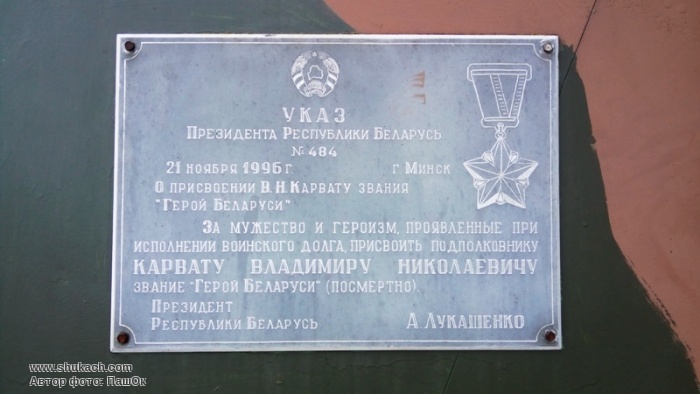 УКАЗ
ПРЕЗИДЕНТА РЕСПУБЛИКИ БЕЛАРУСЬ
№ 484
21 НОЯБРЯ 1996 Г. Г. МИНСК
О ПРИСВОЕНИИ В.Н. КАРВАТУ ЗВАНИЯ
"ГЕРОЙ БЕЛАРУСИ"
ЗА МУЖЕСТВО И ГЕРОИЗМ, ПРОЯВЛЕННЫЕ ПРИ
ИСПОЛНЕНИИ ВОИНСКОГО ДОЛГА, ПРИСВОИТЬ ПОДПОЛКОВНИКУ
КАРВАТУ ВЛАДИМИРУ НИКОЛАЕВИЧУ
ЗВАНИЕ "ГЕРОЙ БЕЛАРУСИ" (ПОСМЕРТНО).
ПРЕЗИДЕНТ
РЕСПУБЛИКИ БЕЛАРУСЬ А. ЛУКАШЕНКО
www.shukach.com
Автор фото: ПашОк